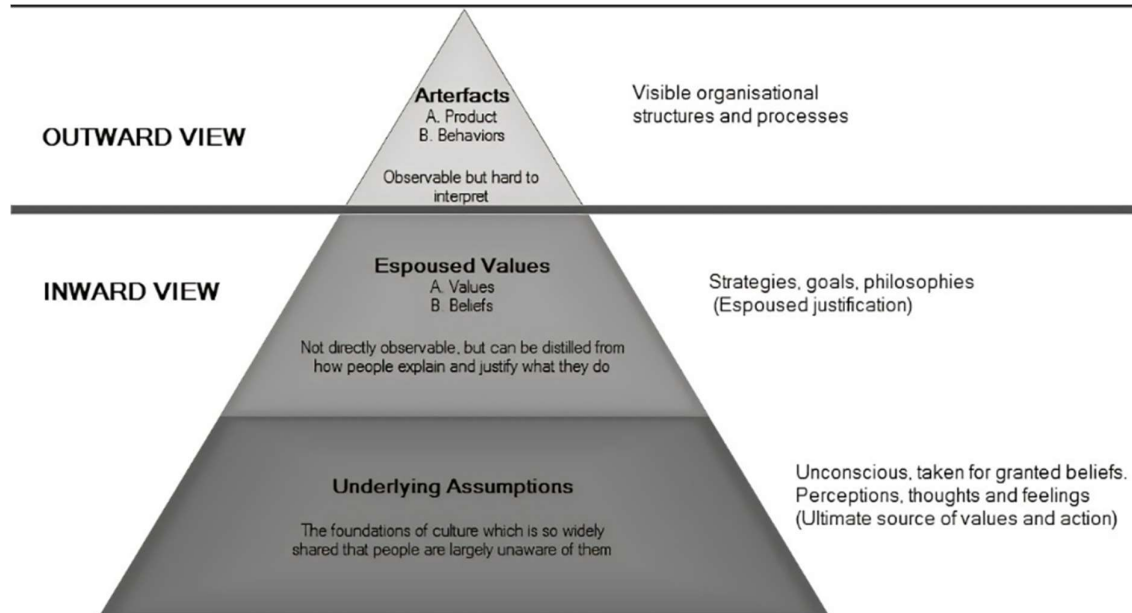 Arterfacts
A. Product
B. Behaviors
Observable but hard to
interpret
OUTWARD VIEW
Visible organisational
structures and processes
Espoused Values
A. Values
B. Beliefs
Not directly observable, but can be distilled from
how people explain and justify what they do
INWARD VIEW
Strategies, goals, philosophies
(Espoused justification)
Underlying Assumptions
The foundations of culture which is so widely
shared that people are largely unaware of them
Unconscious, taken for granted beliefs.
Perceptions, thoughts and feelings
(Ultimate source of values and action)